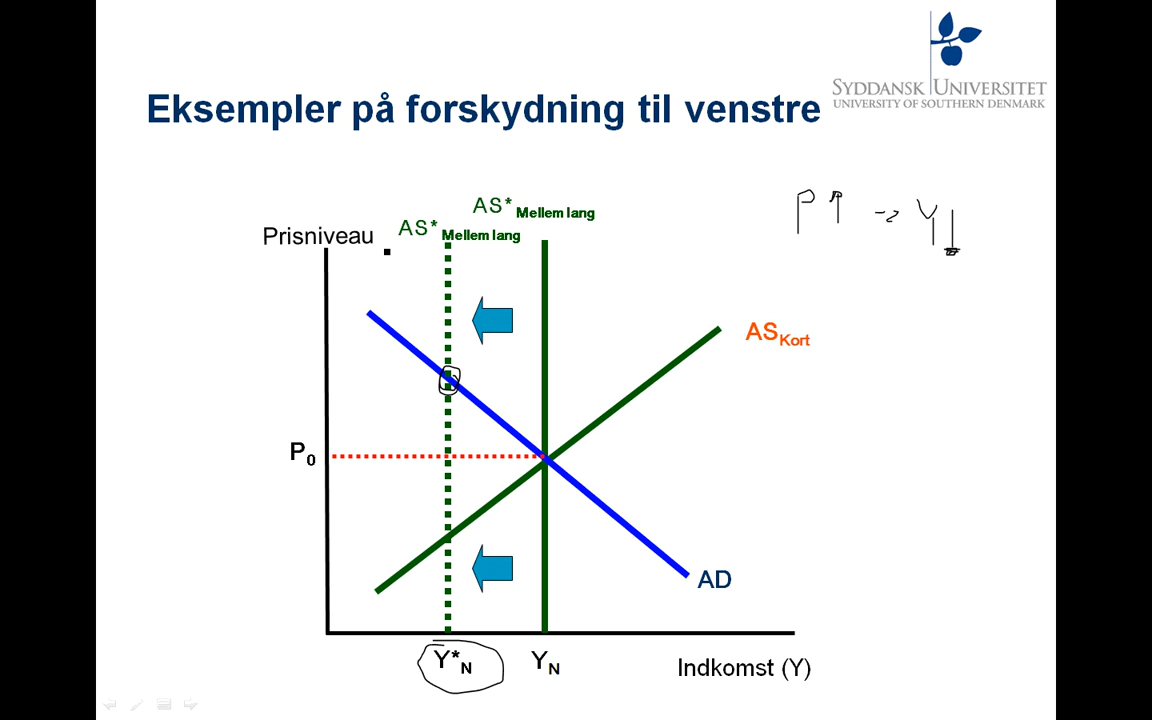 SYDDANSK UNIVERSITET
UNIVERSITY OF SOUTHERN DENMARK
Eksempler på forskydning til venstre
P↑ → Y↓
AS* Mellem lang
AS* Mellem lang
Prisniveau
AS Kort
P0
AD
Y*N
YN
Indkomst (Y)